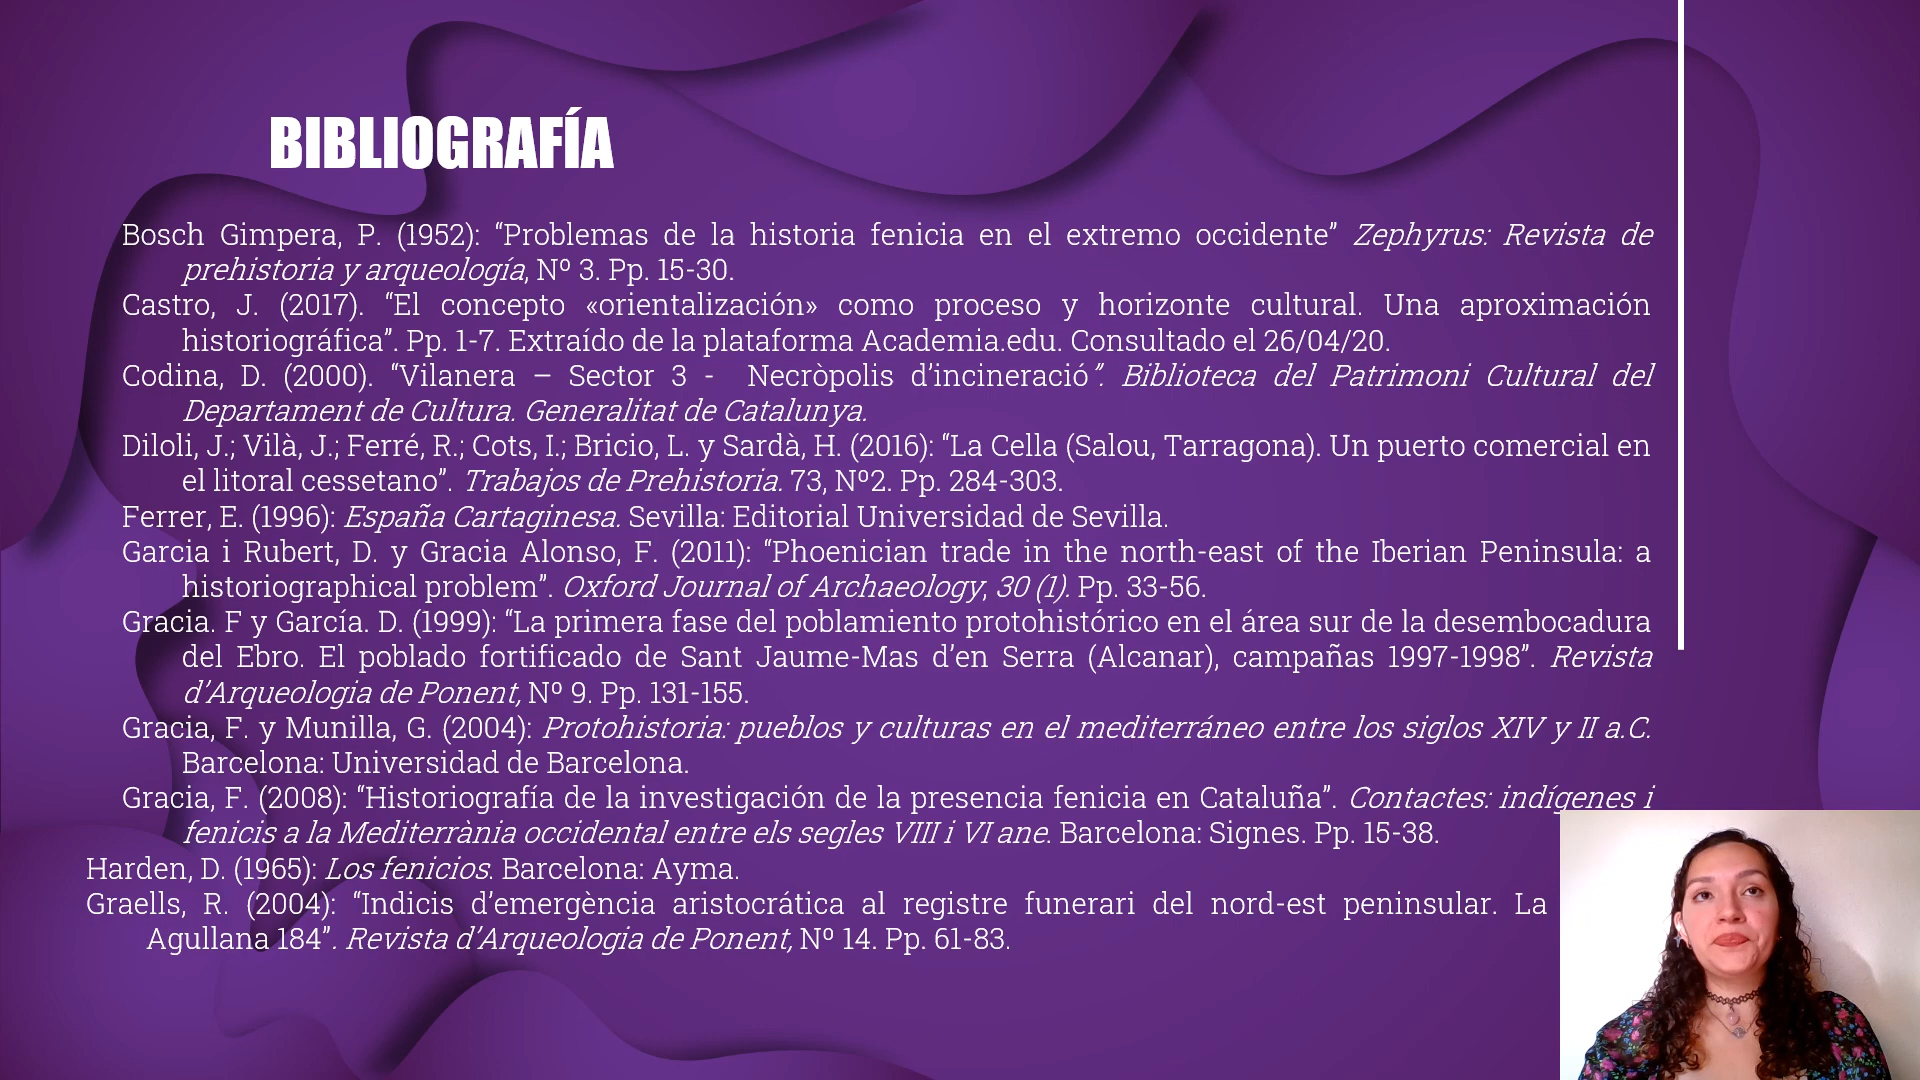 BIBLIOGRAFÍA
Bosch Gimpera, P. (1952): “Problemas de la historia fenicia en el extremo occidente” Zephyrus: Revista de
prehistoria y arqueología, Nº 3. Pp. 15-30.
Castro, J. (2017). “El concepto «orientalización» como proceso y horizonte cultural. Una aproximación
historiográfica”. Pp. 1-7. Extraído de la plataforma Academia.edu. Consultado el 26/04/20.
Codina, D. (2000). “Vilanera – Sector 3 - Necròpolis d’incineració”. Biblioteca del Patrimoni Cultural del
Departament de Cultura. Generalitat de Catalunya.
Diloli, J.; Vilà, J.; Ferré, R.; Cots, I.; Bricio, L. y Sardà, H. (2016): “La Cella (Salou, Tarragona). Un puerto comercial en
el litoral cessetano”. Trabajos de Prehistoria. 73, Nº2. Pp. 284-303.
Ferrer, E. (1996): España Cartaginesa. Sevilla: Editorial Universidad de Sevilla.
Garcia i Rubert, D. y Gracia Alonso, F. (2011): “Phoenician trade in the north-east of the Iberian Peninsula: a
historiographical problem”. Oxford Journal of Archaeology, 30 (1). Pp. 33-56.
Gracia. F y García. D. (1999): “La primera fase del poblamiento protohistórico en el área sur de la desembocadura
del Ebro. El poblado fortificado de Sant Jaume-Mas d’en Serra (Alcanar), campañas 1997-1998”. Revista
d’Arqueologia de Ponent, Nº 9. Pp. 131-155.
Gracia, F. y Munilla, G. (2004): Protohistoria: pueblos y culturas en el mediterráneo entre los siglos XIV y II a.C.
Barcelona: Universidad de Barcelona.
Gracia, F. (2008): “Historiografía de la investigación de la presencia fenicia en Cataluña”. Contactes: indígenes i
fenicis a la Mediterrània occidental entre els segles VIII i VI ane. Barcelona: Signes. Pp. 15-38.
Harden, D. (1965): Los fenicios. Barcelona: Ayma.
Graells, R. (2004): “Indicis d’emergència aristocrática al registre funerari del nord-est peninsular. La
Agullana 184”. Revista d’Arqueologia de Ponent, Nº 14. Pp. 61-83.